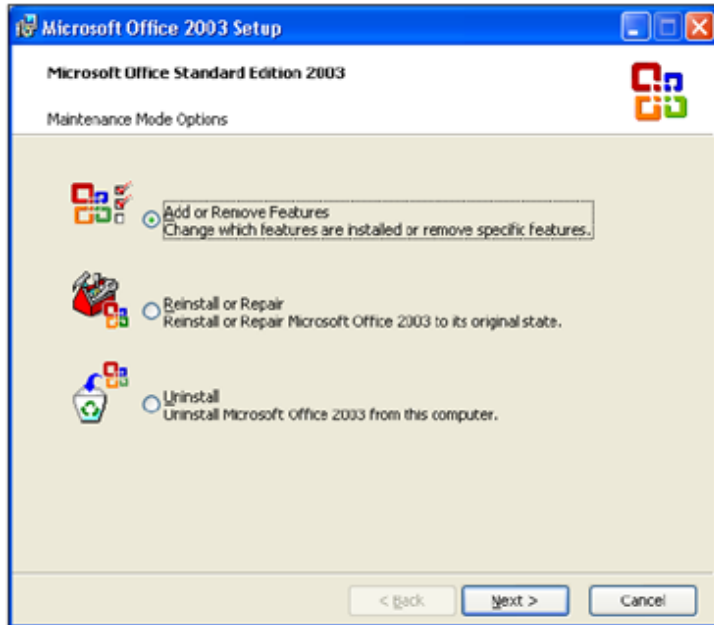 Microsoft Office 2003 Setup
Microsoft Office Standard Edition 2003
Maintenance Mode Options
Add or Remove Features
Change which features are installed or remove specific features.
Reinstall or Repair
Reinstall or Repair Microsoft Office 2003 to its original state.
Uninstall
Uninstall Microsoft Office 2003 from this computer.
< Back
Next >
Cancel